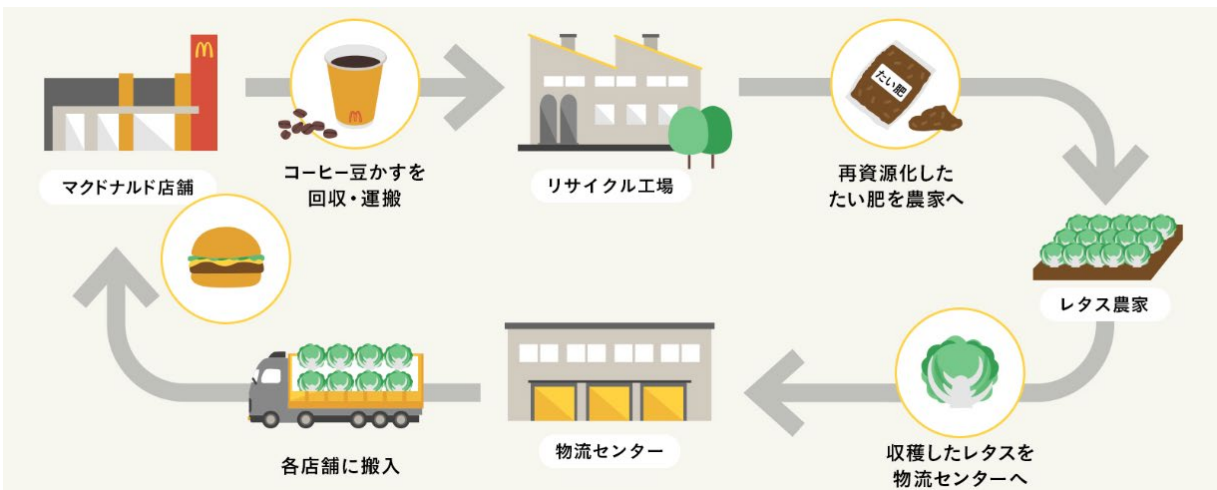 マクドナルド店舗
コーヒー豆かすを
回収・運搬
リサイクル工場
たい肥
再資源化した
たい肥を農家へ
レタス農家
収穫したレタスを
物流センターへ
物流センター
各店舗に搬入